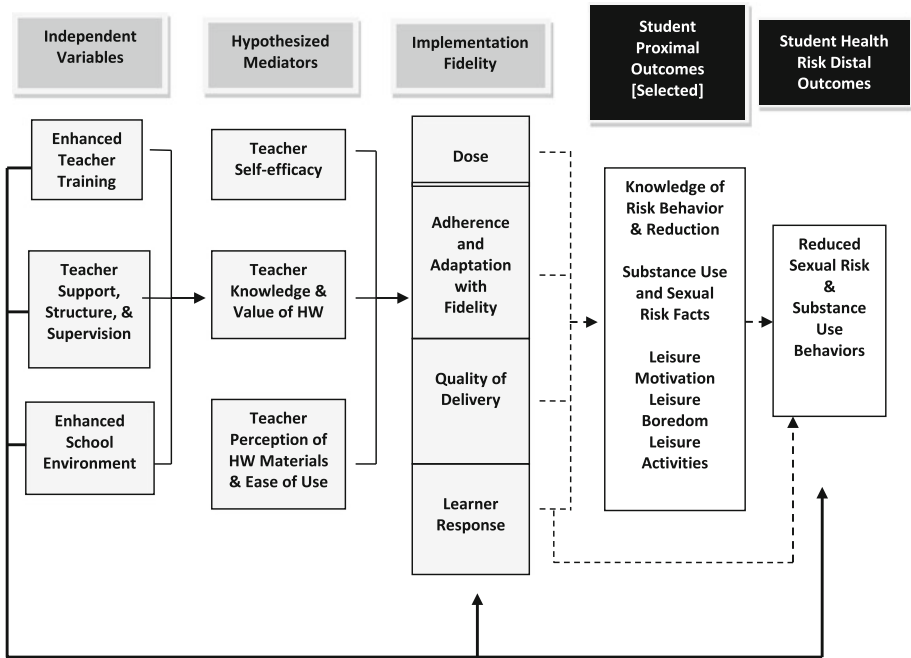 Independent
Variables
Hypothesized
Mediators
Implementation
Fidelity
Student
Proximal
Outcomes
[Selected]
Student Health
Risk Distal
Outcomes
Enhanced
Teacher
Training
Teacher
Support,
Structure, &
Supervision
Enhanced
School
Environment
Teacher
Self-efficacy
Teacher
Knowledge &
Value of HW
Teacher
Perception of
HW Materials
& Ease of Use
Dose
Adherence
and
Adaptation
with
Fidelity
Quality of
Delivery
Learner
Response
Knowledge of
Risk Behavior
& Reduction
Substance Use
and Sexual
Risk Facts
Leisure
Motivation
Leisure
Boredom
Leisure
Activities
Reduced
Sexual Risk
&
Substance
Use
Behaviors